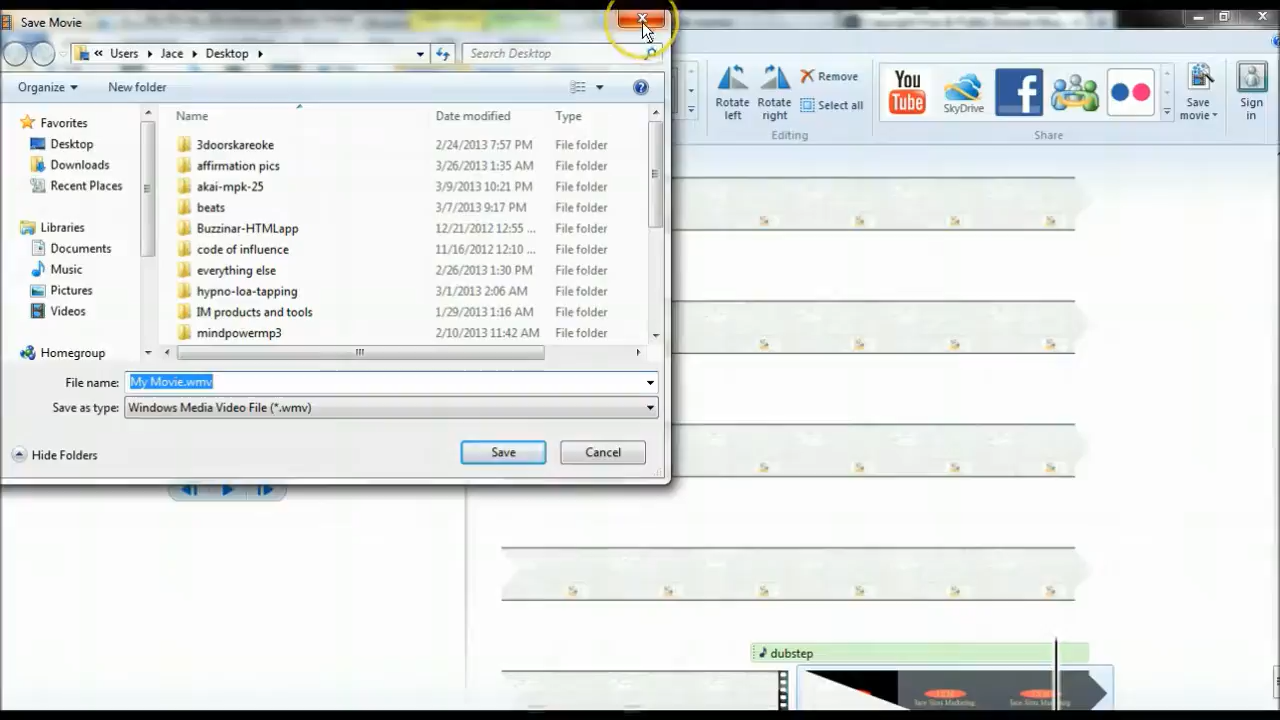 Save Movie
« Users Jace Desktop
Search Desktop
Organize
New folder
Name
Date modified
Type
Favorites
Desktop
Downloads
Recent Places
Libraries
Documents
Music
Pictures
Videos
Homegroup
3doorskareoke 2/24/2013 7:57 PM File folder
affirmation pics 3/26/2013 1:35 AM File folder
akai-mpk-25 3/9/2013 10:21 PM File folder
beats 3/7/2013 9:17 PM File folder
Buzzinar-HTMLapp 12/21/2012 12:55 ... File folder
code of influence 11/16/2012 12:10 ... File folder
everything else 2/26/2013 1:30 PM File folder
hypno-loa-tapping 3/1/2013 2:06 AM File folder
IM products and tools 1/29/2013 1:16 AM File folder
mindpowermp3 2/10/2013 11:42 AM File folder
File name: My Movie.wmv
Save as type: Windows Media Video File (*.wmv)
Hide Folders
Save
Cancel
Rotate left
Rotate right
Remove
Select all
Editing
You Tube
SkyDrive
Share
Save movie
Sign in
dubstep